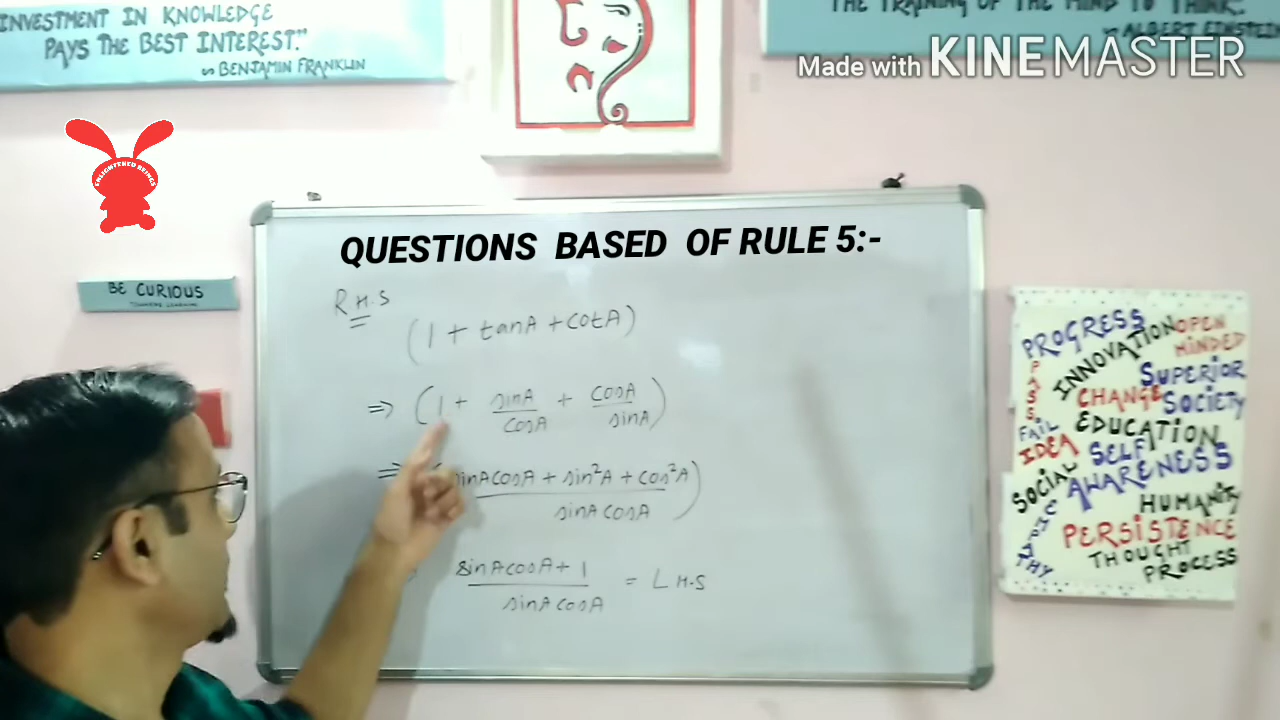 INVESTMENT IN KNOWLEDGE
PAYS THE BEST INTEREST."
BENJAMIN FRANKLIN
THE TRAINING OF THE MIND TO THINK.
ALBERT EINSTEIN
Made with KINEMASTER
ENLIGHTENED BEINGS
BE CURIOUS
QUESTIONS BASED OF RULE 5:-
R.H.S
(1 + tanA + cotA)
⇒ (1 + sinA/cosA + cosA/sinA)
⇒ sinAcosA + sin²A + cos²A)
sinA cosA
sinAcosA + 1
sinA cosA
= L H.S
PROGRESS
INNOVATION
OPEN MINDED
PASS
FAIL
IDEA
CHANGE
SUPERIOR
SOCIETY
EDUCATION
SELF
AWARENESS
SOCIAL
HUMANITY
PERSISTENCE
THOUGHT
PROCESS